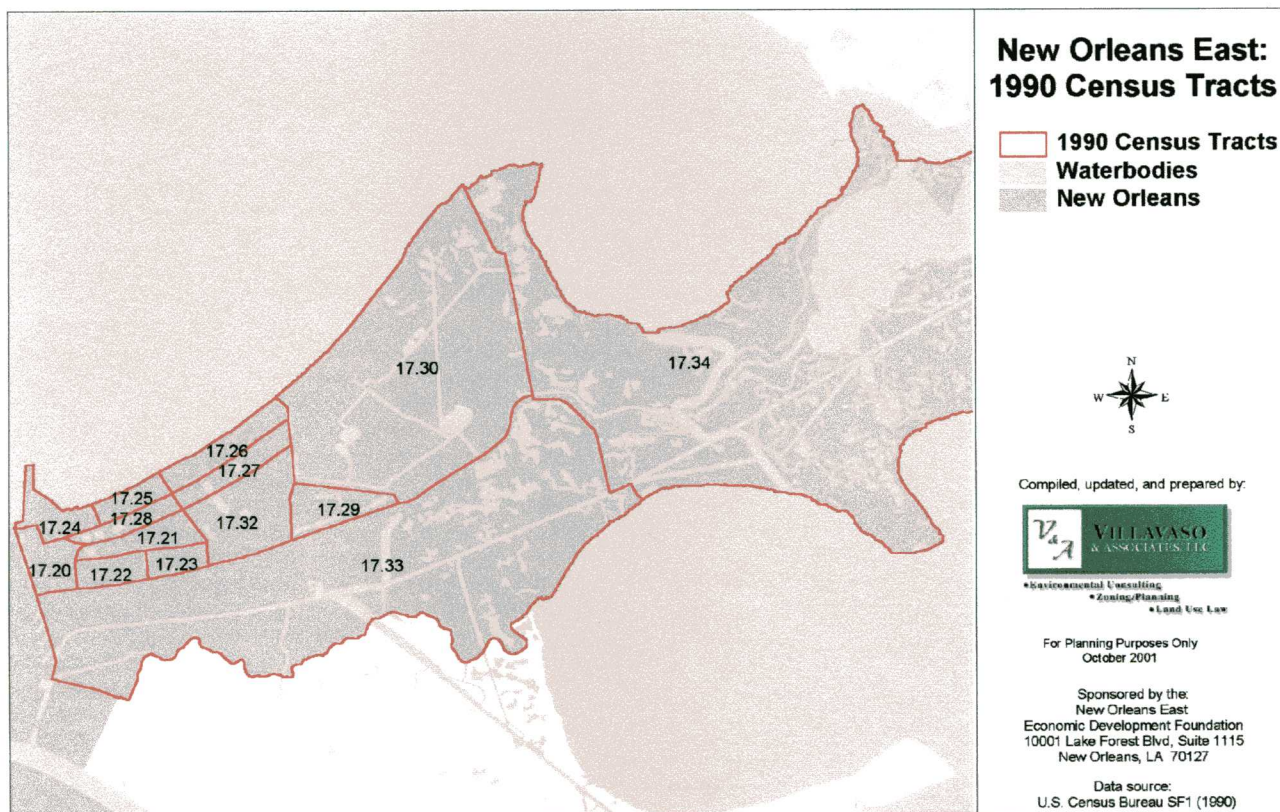 New Orleans East:
1990 Census Tracts
1990 Census Tracts
Waterbodies
New Orleans
17.30
17.34
17.26
17.27
17.25
17.28
17.24
17.21
17.32
17.29
17.20
17.22
17.23
17.33
N
W E
S
Compiled, updated, and prepared by:
V & A
VILLAVASO
& ASSOCIATES, LLC
•Environmental Consulting
•Zoning/Planning
•Land Use Law
For Planning Purposes Only
October 2001
Sponsored by the:
New Orleans East
Economic Development Foundation
10001 Lake Forest Blvd, Suite 1115
New Orleans, LA 70127
Data source:
U.S. Census Bureau SF1 (1990)